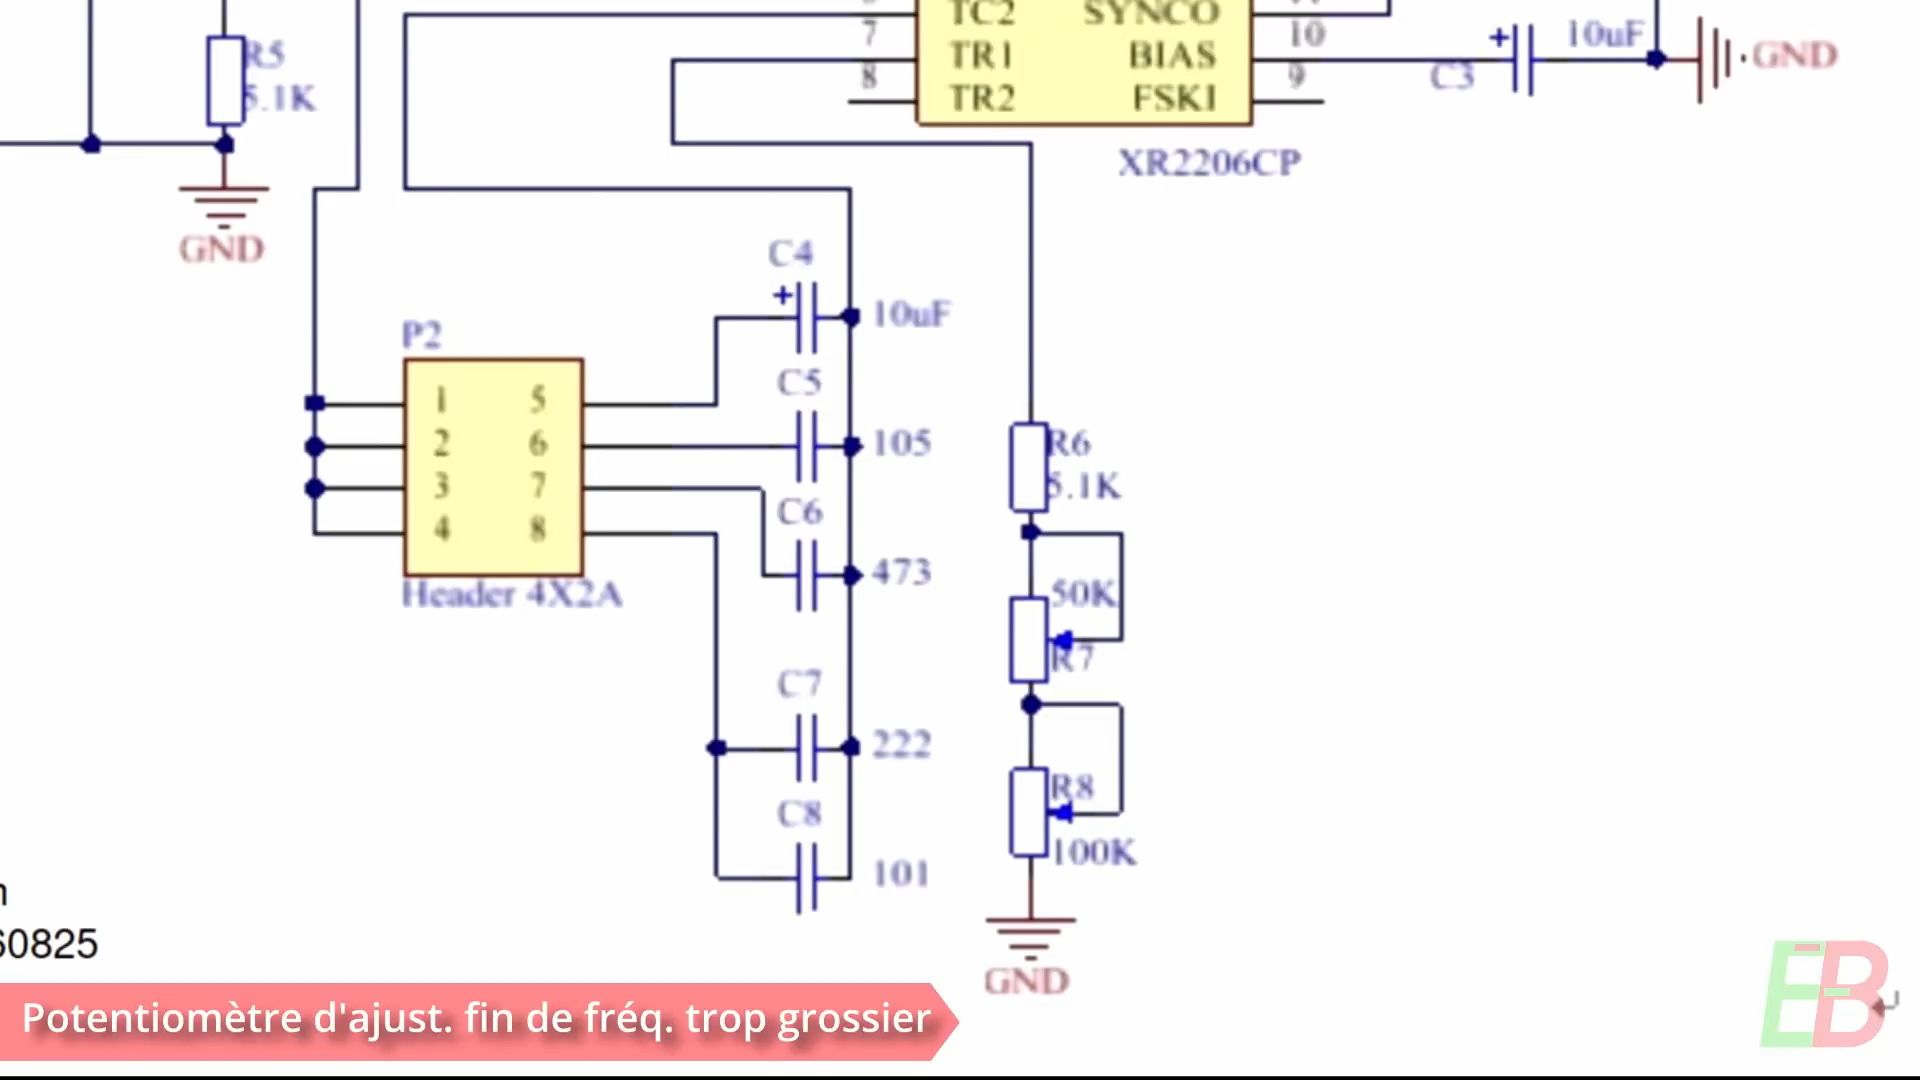 TC2 SYNCO
7 TR1 BIAS 10
8 TR2 FSK1 9
XR2206CP
R5
5.1K
GND
C3
+
10uF
GND
P2
1 5
2 6
3 7
4 8
Header 4X2A
C4
+
10uF
C5
105
C6
473
C7
222
C8
101
R6
5.1K
50K
R7
R8
100K
GND
60825
Potentiomètre d'ajust. fin de fréq. trop grossier
EB